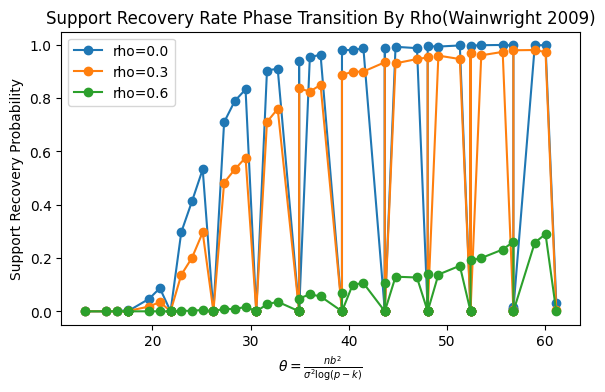 Support Recovery Rate Phase Transition By Rho(Wainwright 2009)
rho=0.0
rho=0.3
rho=0.6
Support Recovery Probability
1.0
0.8
0.6
0.4
0.2
0.0
20
30
40
50
60
θ = nb²/σ²log(p − k)